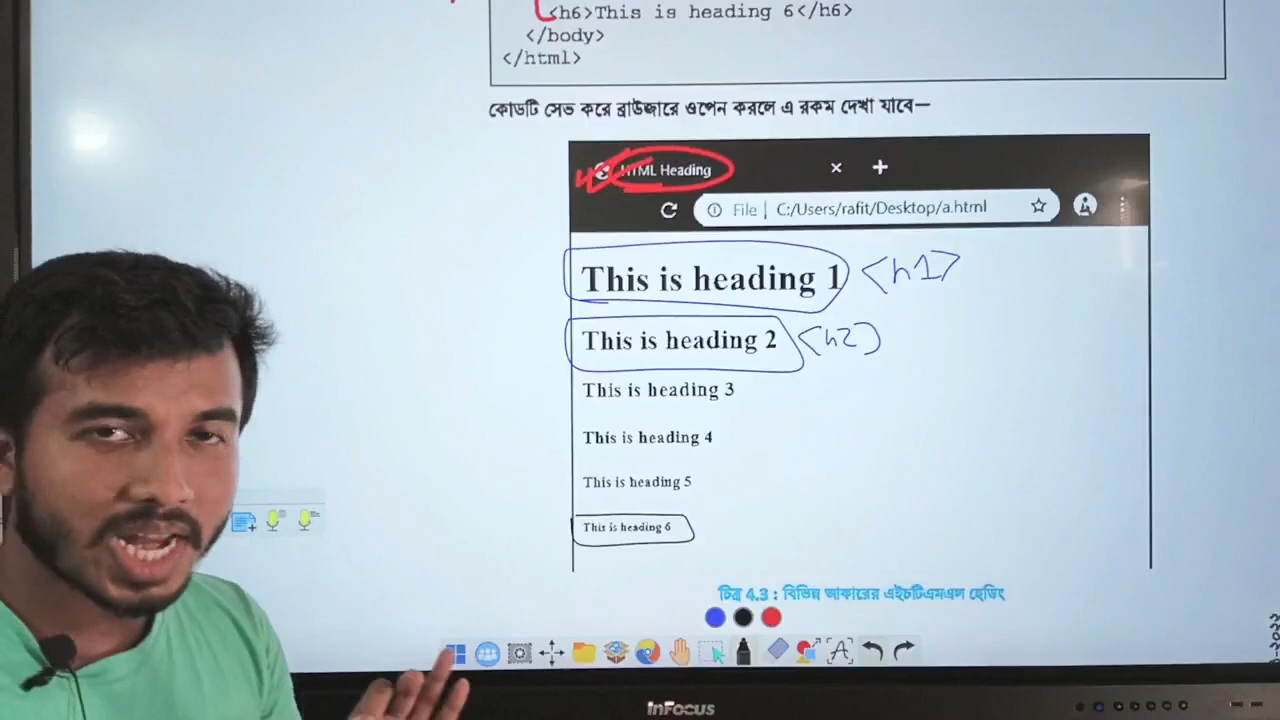 <h6>This is heading 6</h6>
</body>
</html>
কোডটি সেভ করে ব্রাউজারে ওপেন করলে এ রকম দেখা যাবে—
HTML Heading
File | C:/Users/rafit/Desktop/a.html
This is heading 1 <h1>
This is heading 2 <h2>
This is heading 3
This is heading 4
This is heading 5
This is heading 6
চিত্র 4.3 : বিভিন্ন আকারের এইচটিএমএল হেডিং
A
InFocus